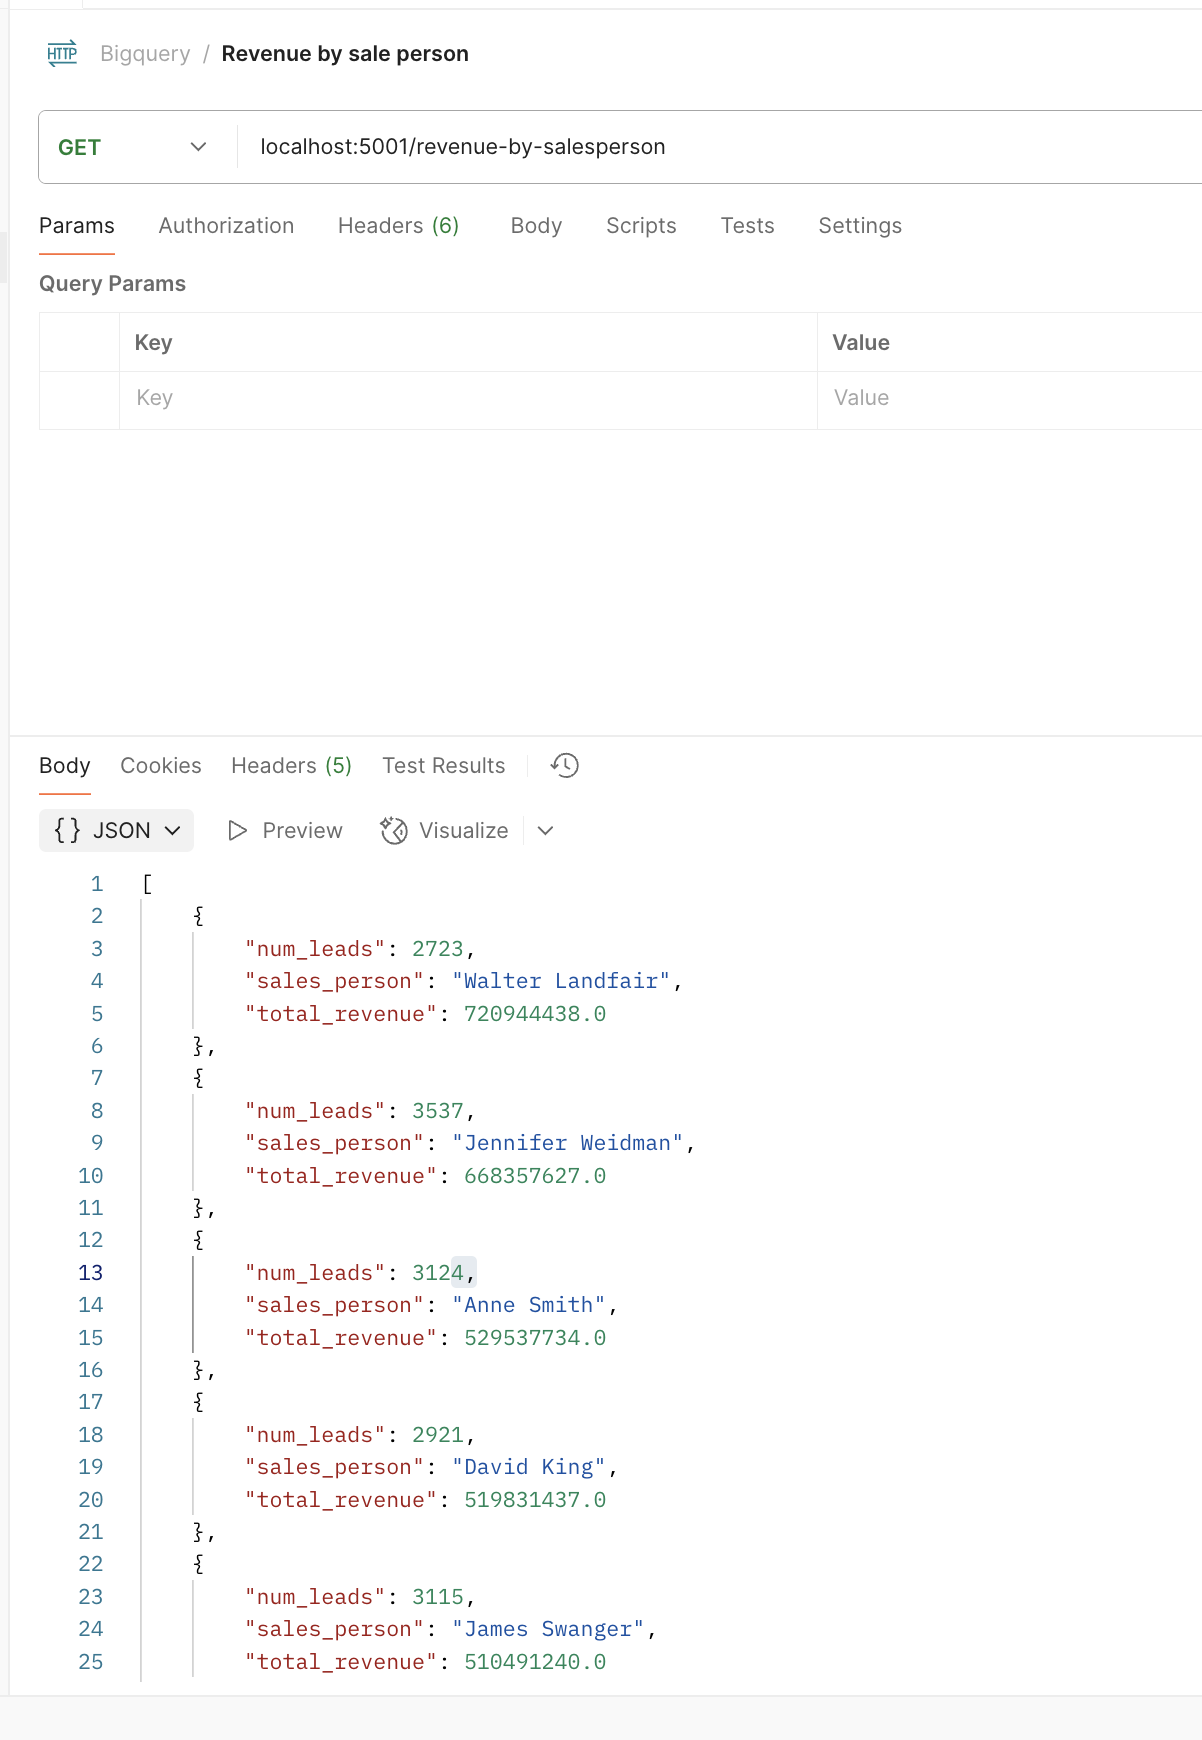 HTTP Bigquery / Revenue by sale person
GET localhost:5001/revenue-by-salesperson
Params Authorization Headers (6) Body Scripts Tests Settings
Query Params
Key Value
Key Value
Body Cookies Headers (5) Test Results
{} JSON Preview Visualize
1 [
2 {
3 "num_leads": 2723,
4 "sales_person": "Walter Landfair",
5 "total_revenue": 720944438.0
6 },
7 {
8 "num_leads": 3537,
9 "sales_person": "Jennifer Weidman",
10 "total_revenue": 668357627.0
11 },
12 {
13 "num_leads": 3124,
14 "sales_person": "Anne Smith",
15 "total_revenue": 529537734.0
16 },
17 {
18 "num_leads": 2921,
19 "sales_person": "David King",
20 "total_revenue": 519831437.0
21 },
22 {
23 "num_leads": 3115,
24 "sales_person": "James Swanger",
25 "total_revenue": 510491240.0